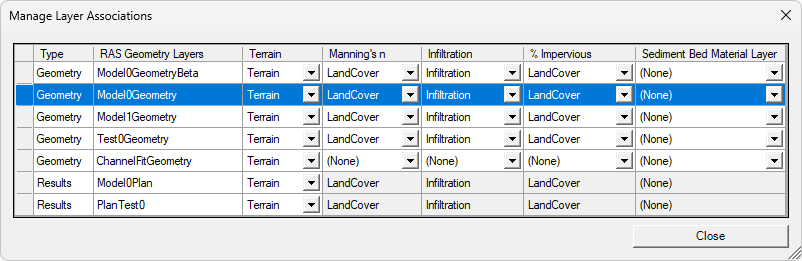 Manage Layer Associations
Type RAS Geometry Layers Terrain Manning's n Infiltration % Impervious Sediment Bed Material Layer
Geometry Model0GeometryBeta Terrain LandCover Infiltration LandCover (None)
Geometry Model0Geometry Terrain LandCover Infiltration LandCover (None)
Geometry Model1Geometry Terrain LandCover Infiltration LandCover (None)
Geometry Test0Geometry Terrain LandCover Infiltration LandCover (None)
Geometry ChannelFitGeometry Terrain (None) (None) (None) (None)
Results Model0Plan Terrain LandCover Infiltration LandCover (None)
Results PlanTest0 Terrain LandCover Infiltration LandCover (None)
Close